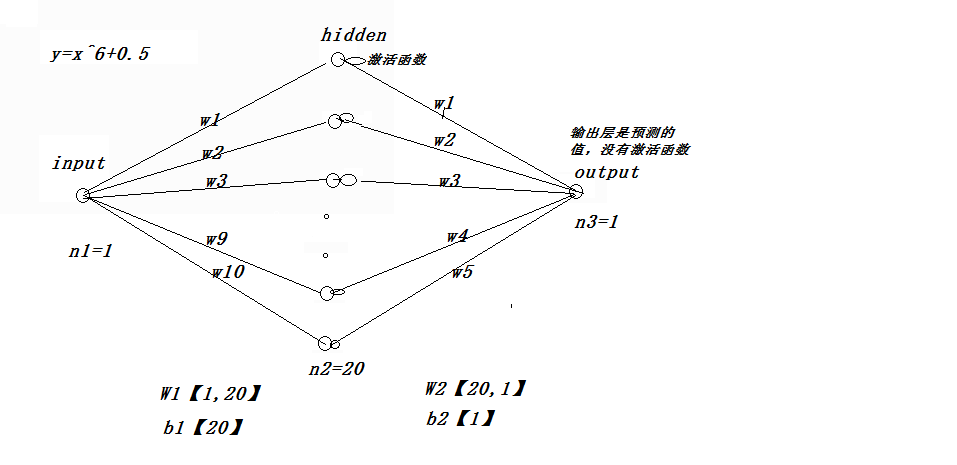 hidden
y=x^6+0.5
激活函数
w1
w1
w2
w2
输出层是预测的
值，没有激活函数
input
output
w3
w3
n1=1
n3=1
w9
w4
w10
w5
n2=20
W1【1,20】
W2【20,1】
b1【20】
b2【1】